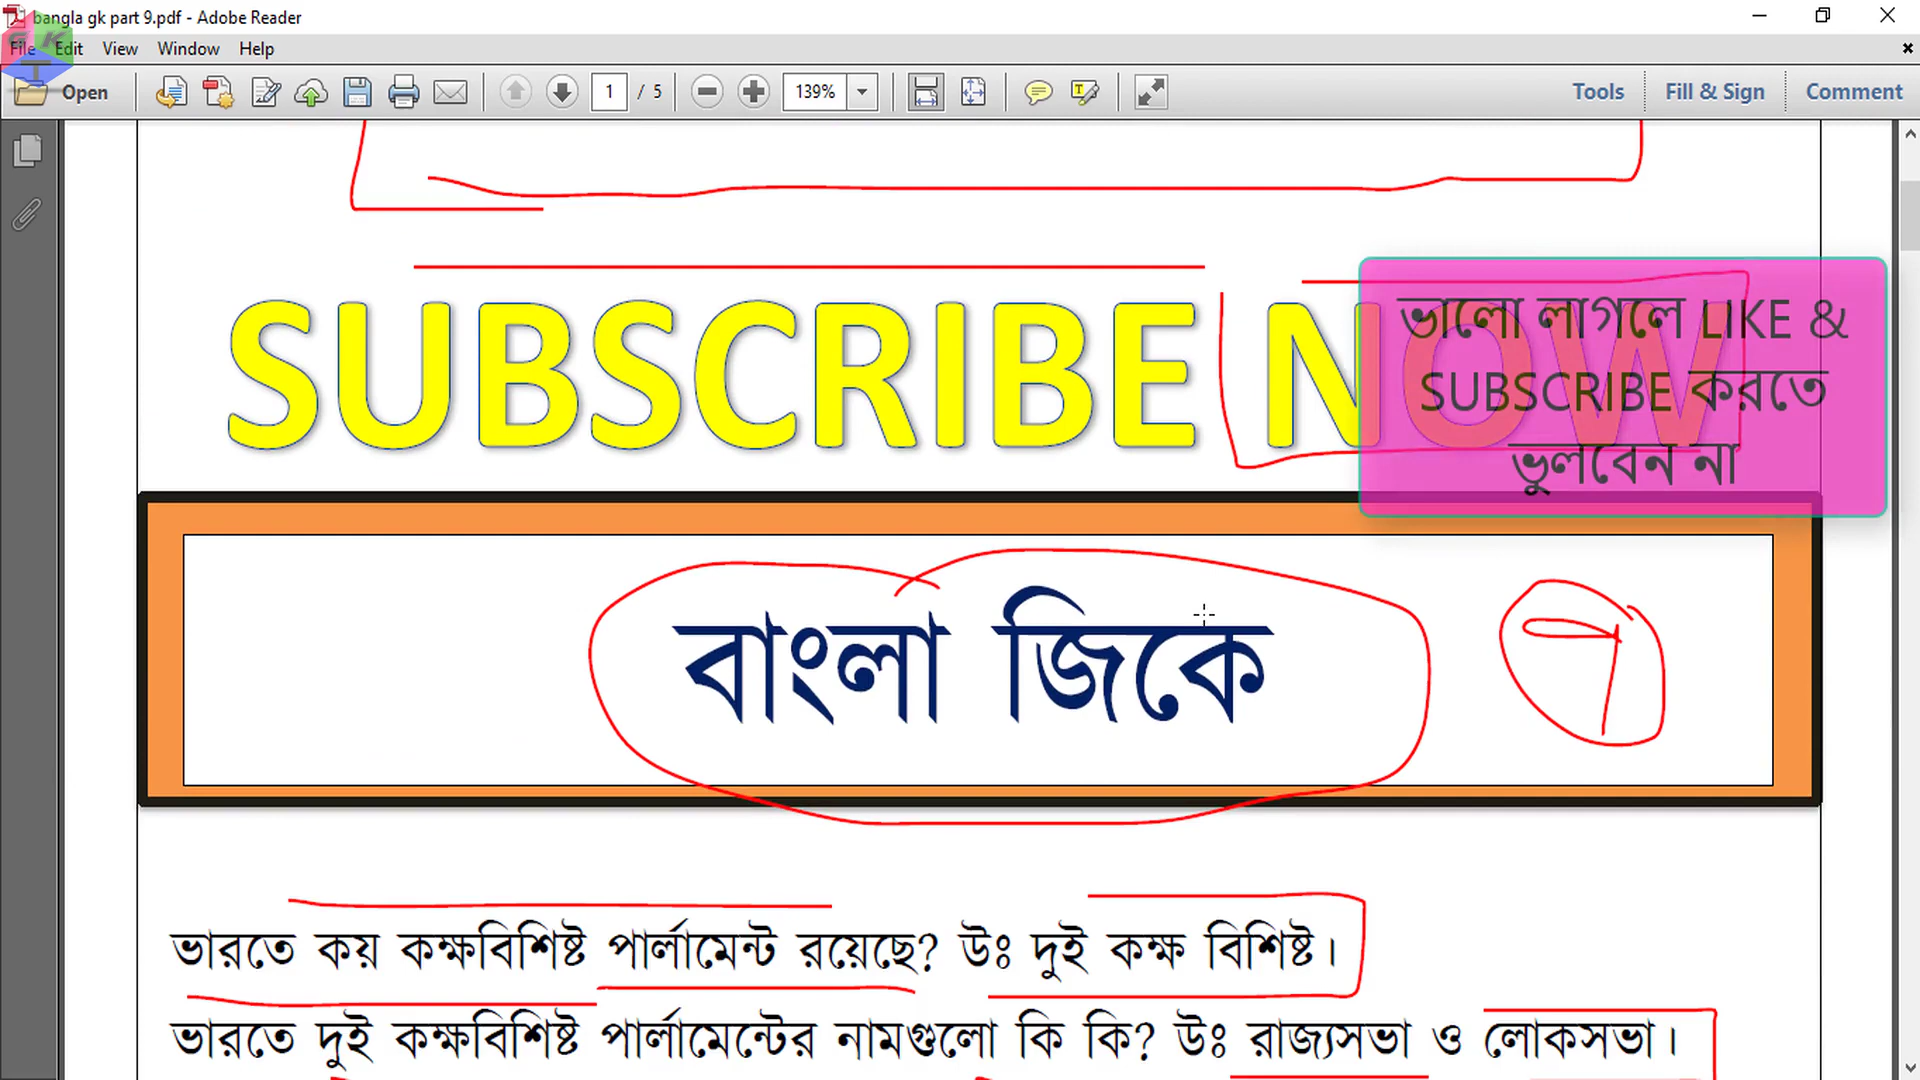 bangla gk part 9.pdf - Adobe Reader
File Edit View Window Help
GK
Open 1 / 5 139% Tools Fill & Sign Comment
SUBSCRIBE NOW
ভালো লাগলে LIKE &
SUBSCRIBE করতে
ভুলবেন না
বাংলা জিকে
ভারতে কয় কক্ষবিশিষ্ট পার্লামেন্ট রয়েছে? উঃ দুই কক্ষ বিশিষ্ট।
ভারতে দুই কক্ষবিশিষ্ট পার্লামেন্টের নামগুলো কি কি? উঃ রাজ্যসভা ও লোকসভা।